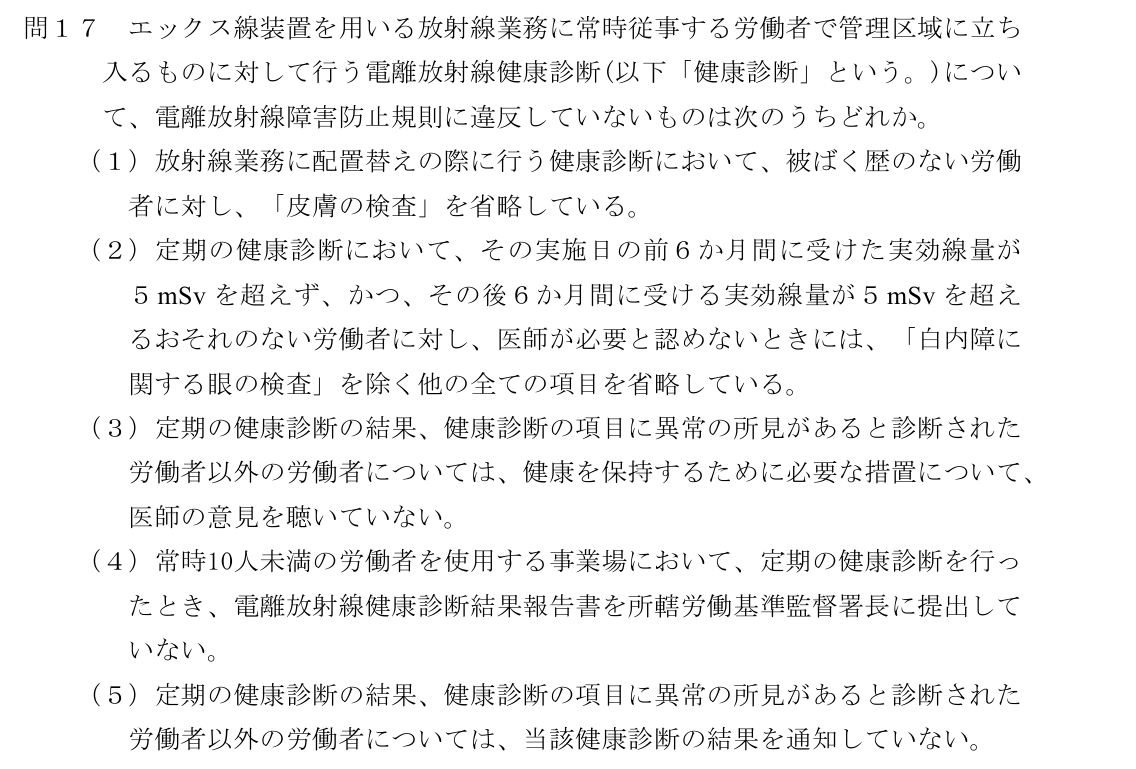 問１７　エックス線装置を用いる放射線業務に常時従事する労働者で管理区域に立ち
入るものに対して行う電離放射線健康診断(以下「健康診断」という。)につい
て、電離放射線障害防止規則に違反していないものは次のうちどれか。
（１）放射線業務に配置替えの際に行う健康診断において、被ばく歴のない労働
者に対し、「皮膚の検査」を省略している。
（２）定期の健康診断において、その実施日の前６か月間に受けた実効線量が
５mSv を超えず、かつ、その後６か月間に受ける実効線量が５mSv を超え
るおそれのない労働者に対し、医師が必要と認めないときには、「白内障に
関する眼の検査」を除く他の全ての項目を省略している。
（３）定期の健康診断の結果、健康診断の項目に異常の所見があると診断された
労働者以外の労働者については、健康を保持するために必要な措置について、
医師の意見を聴いていない。
（４）常時10人未満の労働者を使用する事業場において、定期の健康診断を行っ
たとき、電離放射線健康診断結果報告書を所轄労働基準監督署長に提出して
いない。
（５）定期の健康診断の結果、健康診断の項目に異常の所見があると診断された
労働者以外の労働者については、当該健康診断の結果を通知していない。